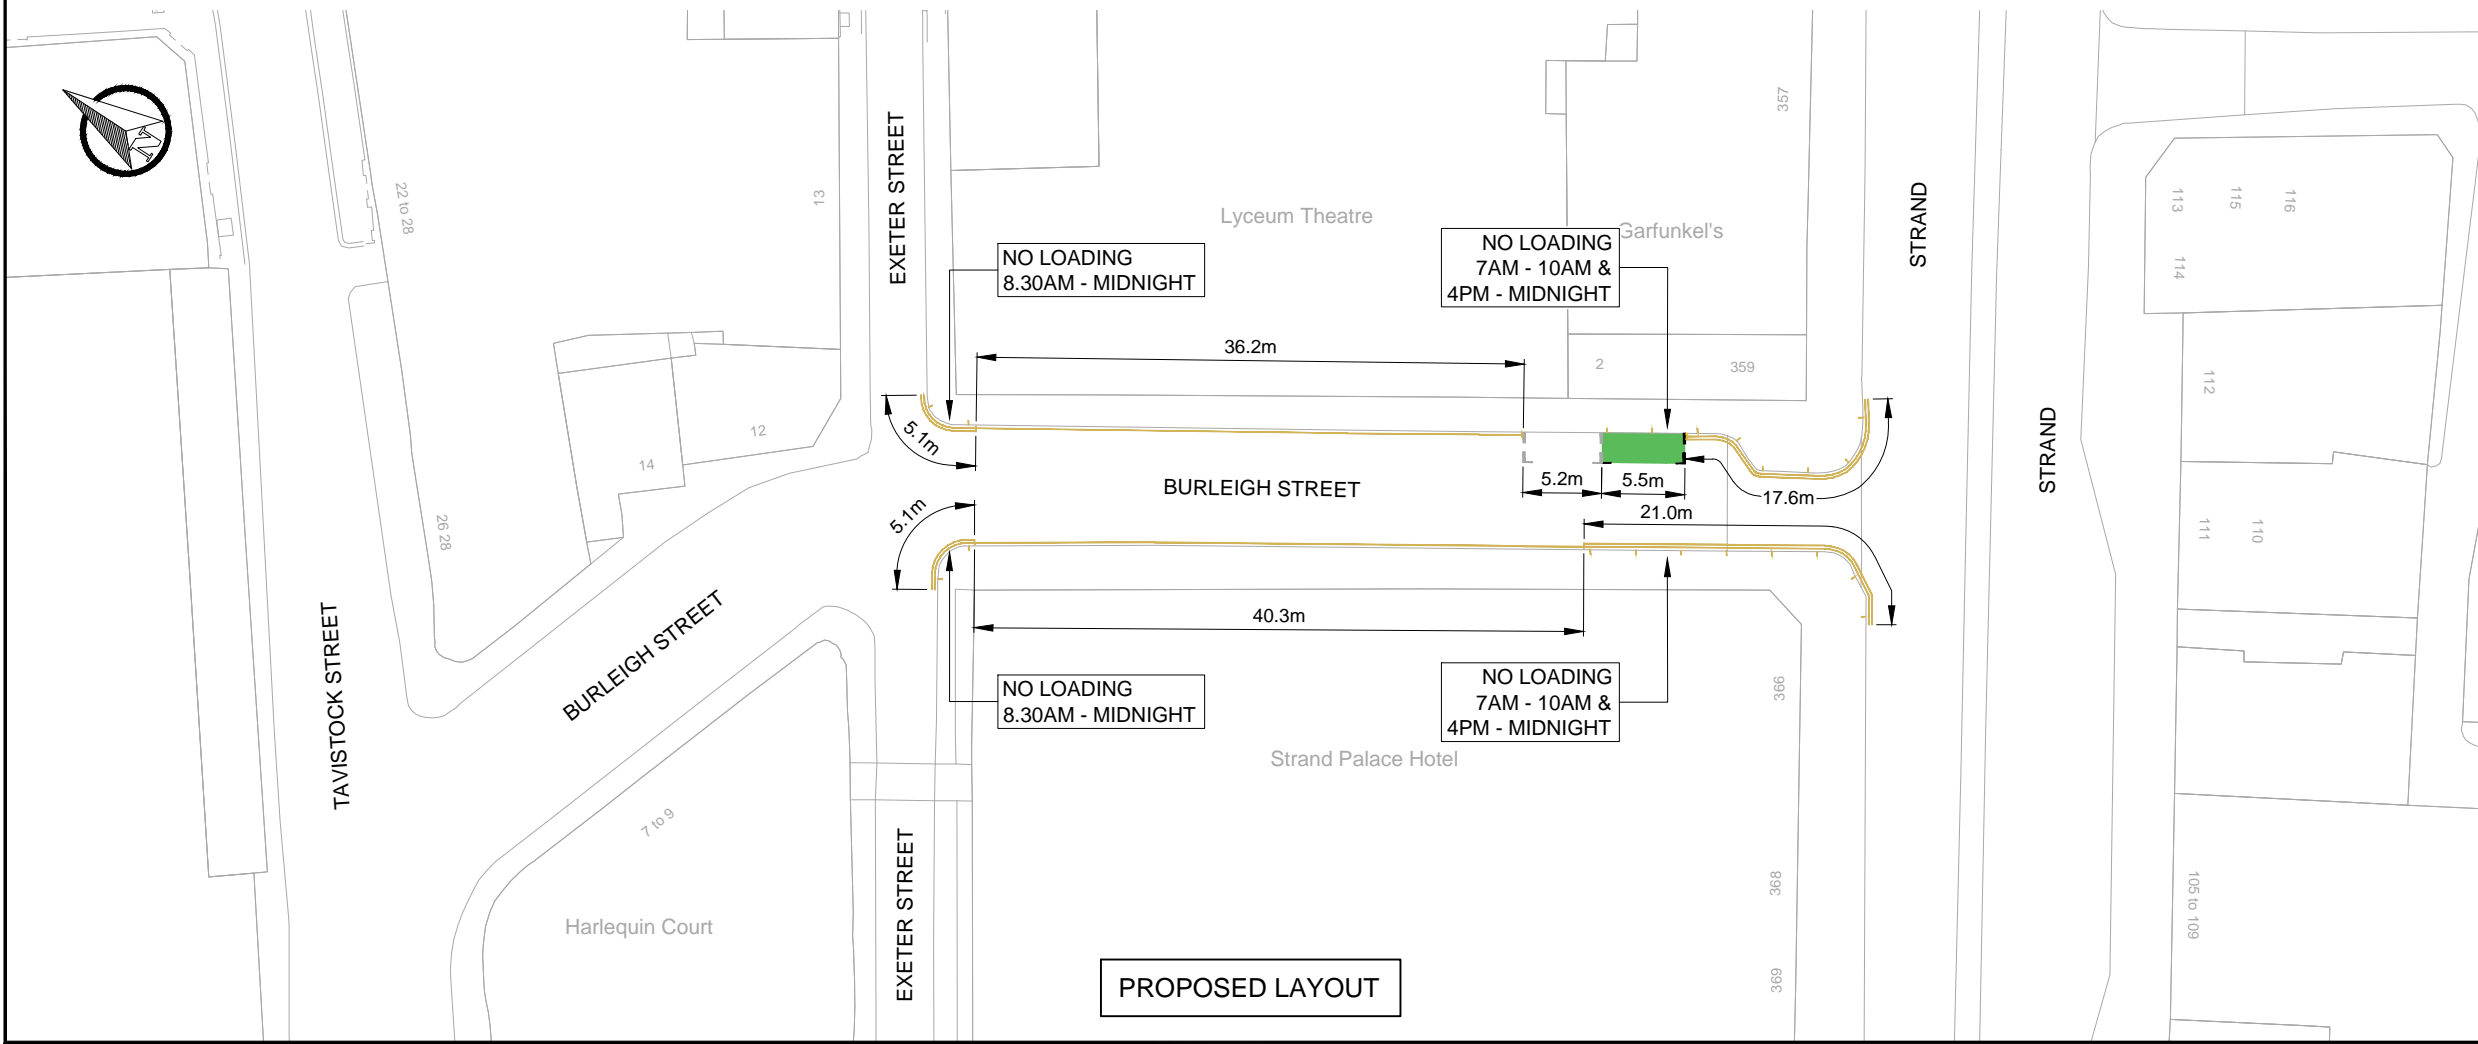 N
22 to 28
13
EXETER STREET
Lyceum Theatre
Garfunkel's
357
STRAND
113
115
116
114
NO LOADING
8.30AM - MIDNIGHT
NO LOADING
7AM - 10AM &
4PM - MIDNIGHT
36.2m
2
359
112
5.1m
12
14
STRAND
BURLEIGH STREET
5.2m
5.5m
17.6m
21.0m
5.1m
26 28
111
110
TAVISTOCK STREET
BURLEIGH STREET
40.3m
NO LOADING
8.30AM - MIDNIGHT
NO LOADING
7AM - 10AM &
4PM - MIDNIGHT
366
Strand Palace Hotel
7 to 9
EXETER STREET
368
105 to 109
Harlequin Court
369
PROPOSED LAYOUT